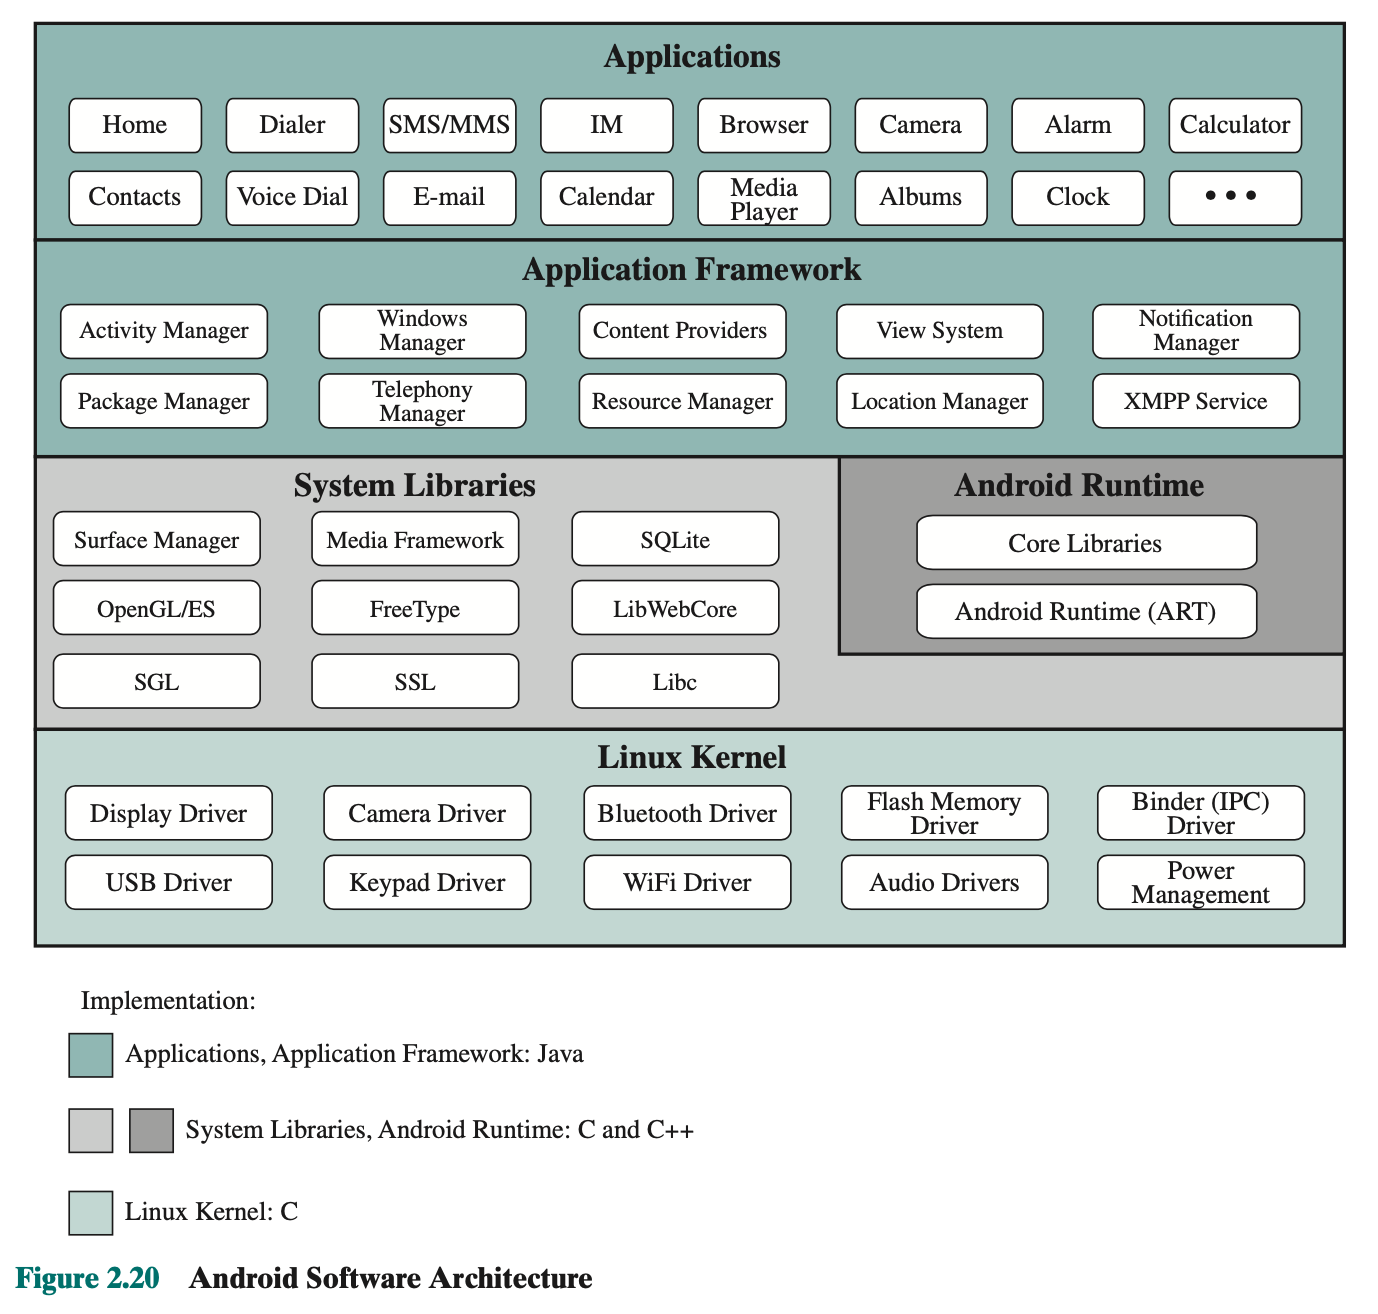 Applications
Home Dialer SMS/MMS IM Browser Camera Alarm Calculator
Contacts Voice Dial E-mail Calendar Media Player Albums Clock •••
Application Framework
Activity Manager Windows Manager Content Providers View System Notification Manager
Package Manager Telephony Manager Resource Manager Location Manager XMPP Service
System Libraries
Surface Manager Media Framework SQLite
OpenGL/ES FreeType LibWebCore
SGL SSL Libc
Android Runtime
Core Libraries
Android Runtime (ART)
Linux Kernel
Display Driver Camera Driver Bluetooth Driver Flash Memory Driver Binder (IPC) Driver
USB Driver Keypad Driver WiFi Driver Audio Drivers Power Management
Implementation:
Applications, Application Framework: Java
System Libraries, Android Runtime: C and C++
Linux Kernel: C
Figure 2.20 Android Software Architecture